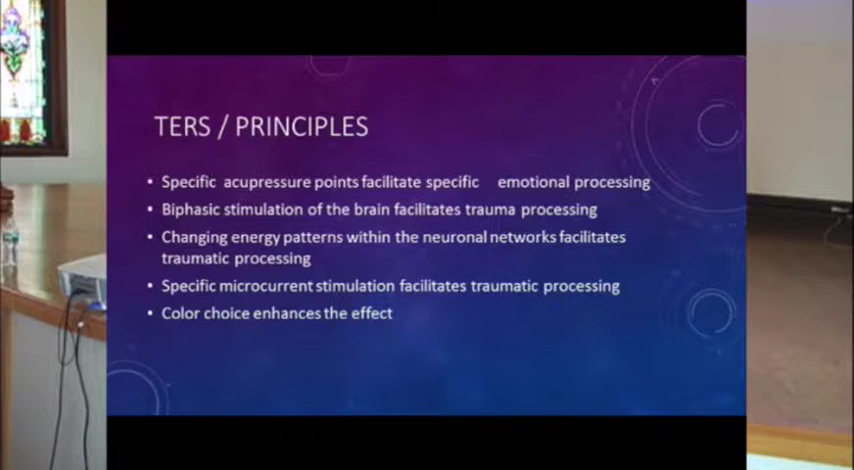 TERS / PRINCIPLES
• Specific acupressure points facilitate specific emotional processing
• Biphasic stimulation of the brain facilitates trauma processing
• Changing energy patterns within the neuronal networks facilitates
traumatic processing
• Specific microcurrent stimulation facilitates traumatic processing
• Color choice enhances the effect